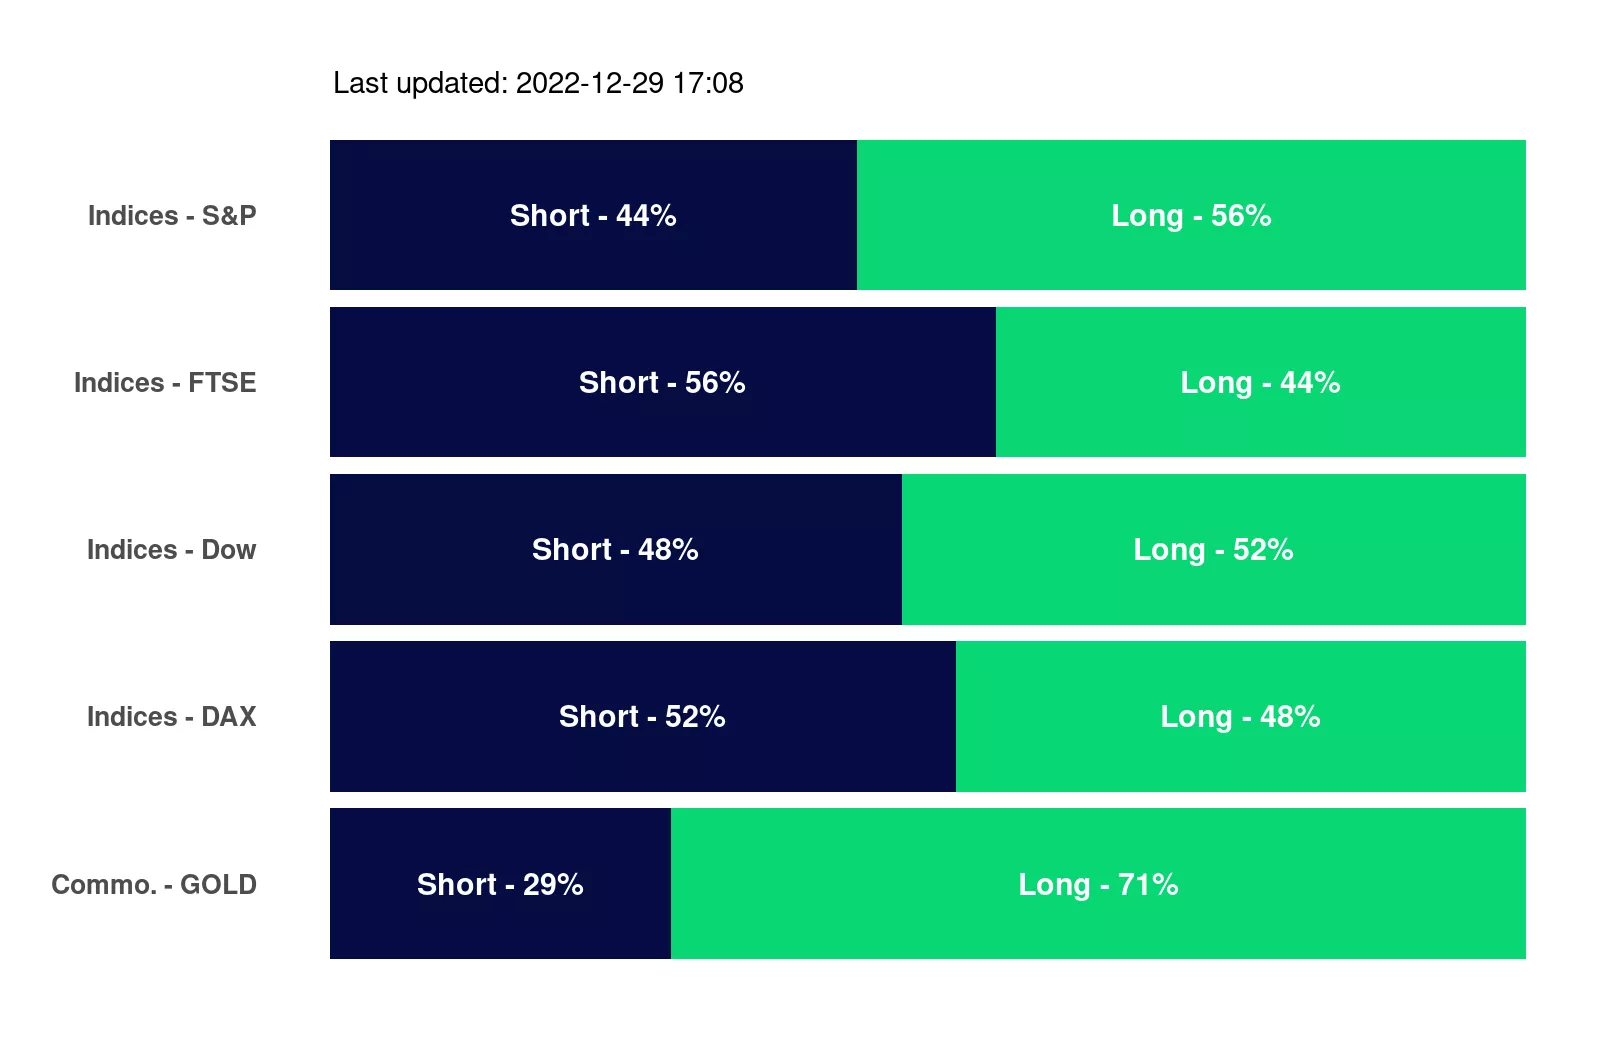 Last updated: 2022-12-29 17:08
Indices - S&P Short - 44% Long - 56%
Indices - FTSE Short - 56% Long - 44%
Indices - Dow Short - 48% Long - 52%
Indices - DAX Short - 52% Long - 48%
Commo. - GOLD Short - 29% Long - 71%